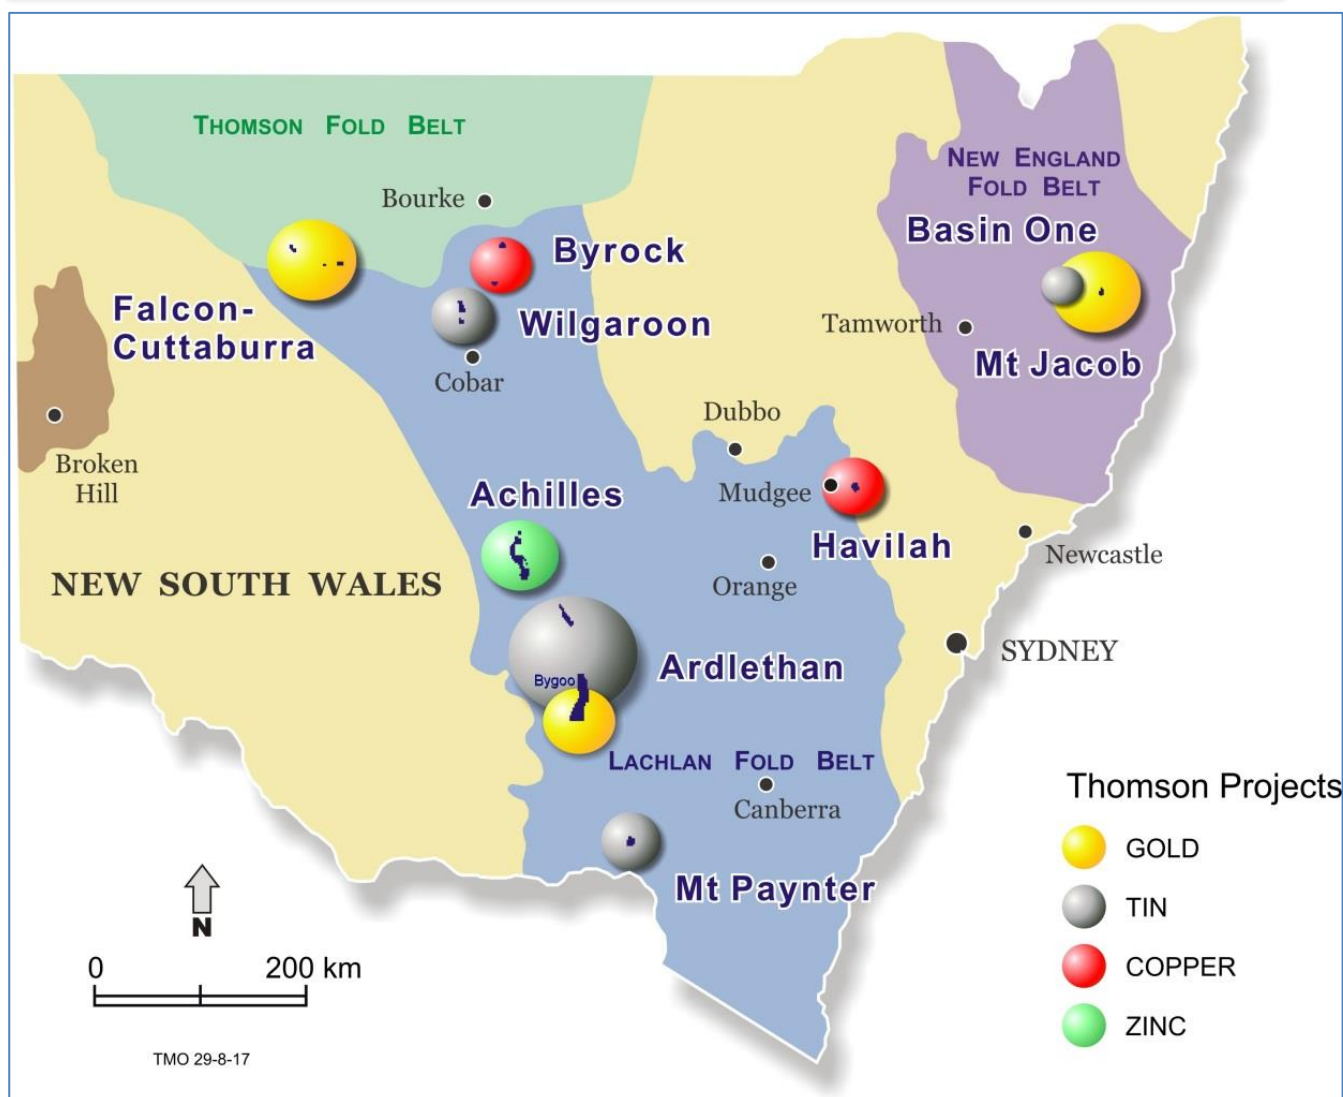 THOMSON FOLD BELT
NEW ENGLAND
FOLD BELT
Bourke
Basin One
Byrock
Falcon-
Cuttaburra
Wilgaroon
Tamworth
Mt Jacob
Cobar
Dubbo
Broken
Hill
Achilles
Mudgee
Havilah
Newcastle
NEW SOUTH WALES
Orange
SYDNEY
Ardlethan
Bygoo
LACHLAN FOLD BELT
Canberra
Mt Paynter
Thomson Projects
GOLD
TIN
COPPER
ZINC
N
0 200 km
TMO 29-8-17